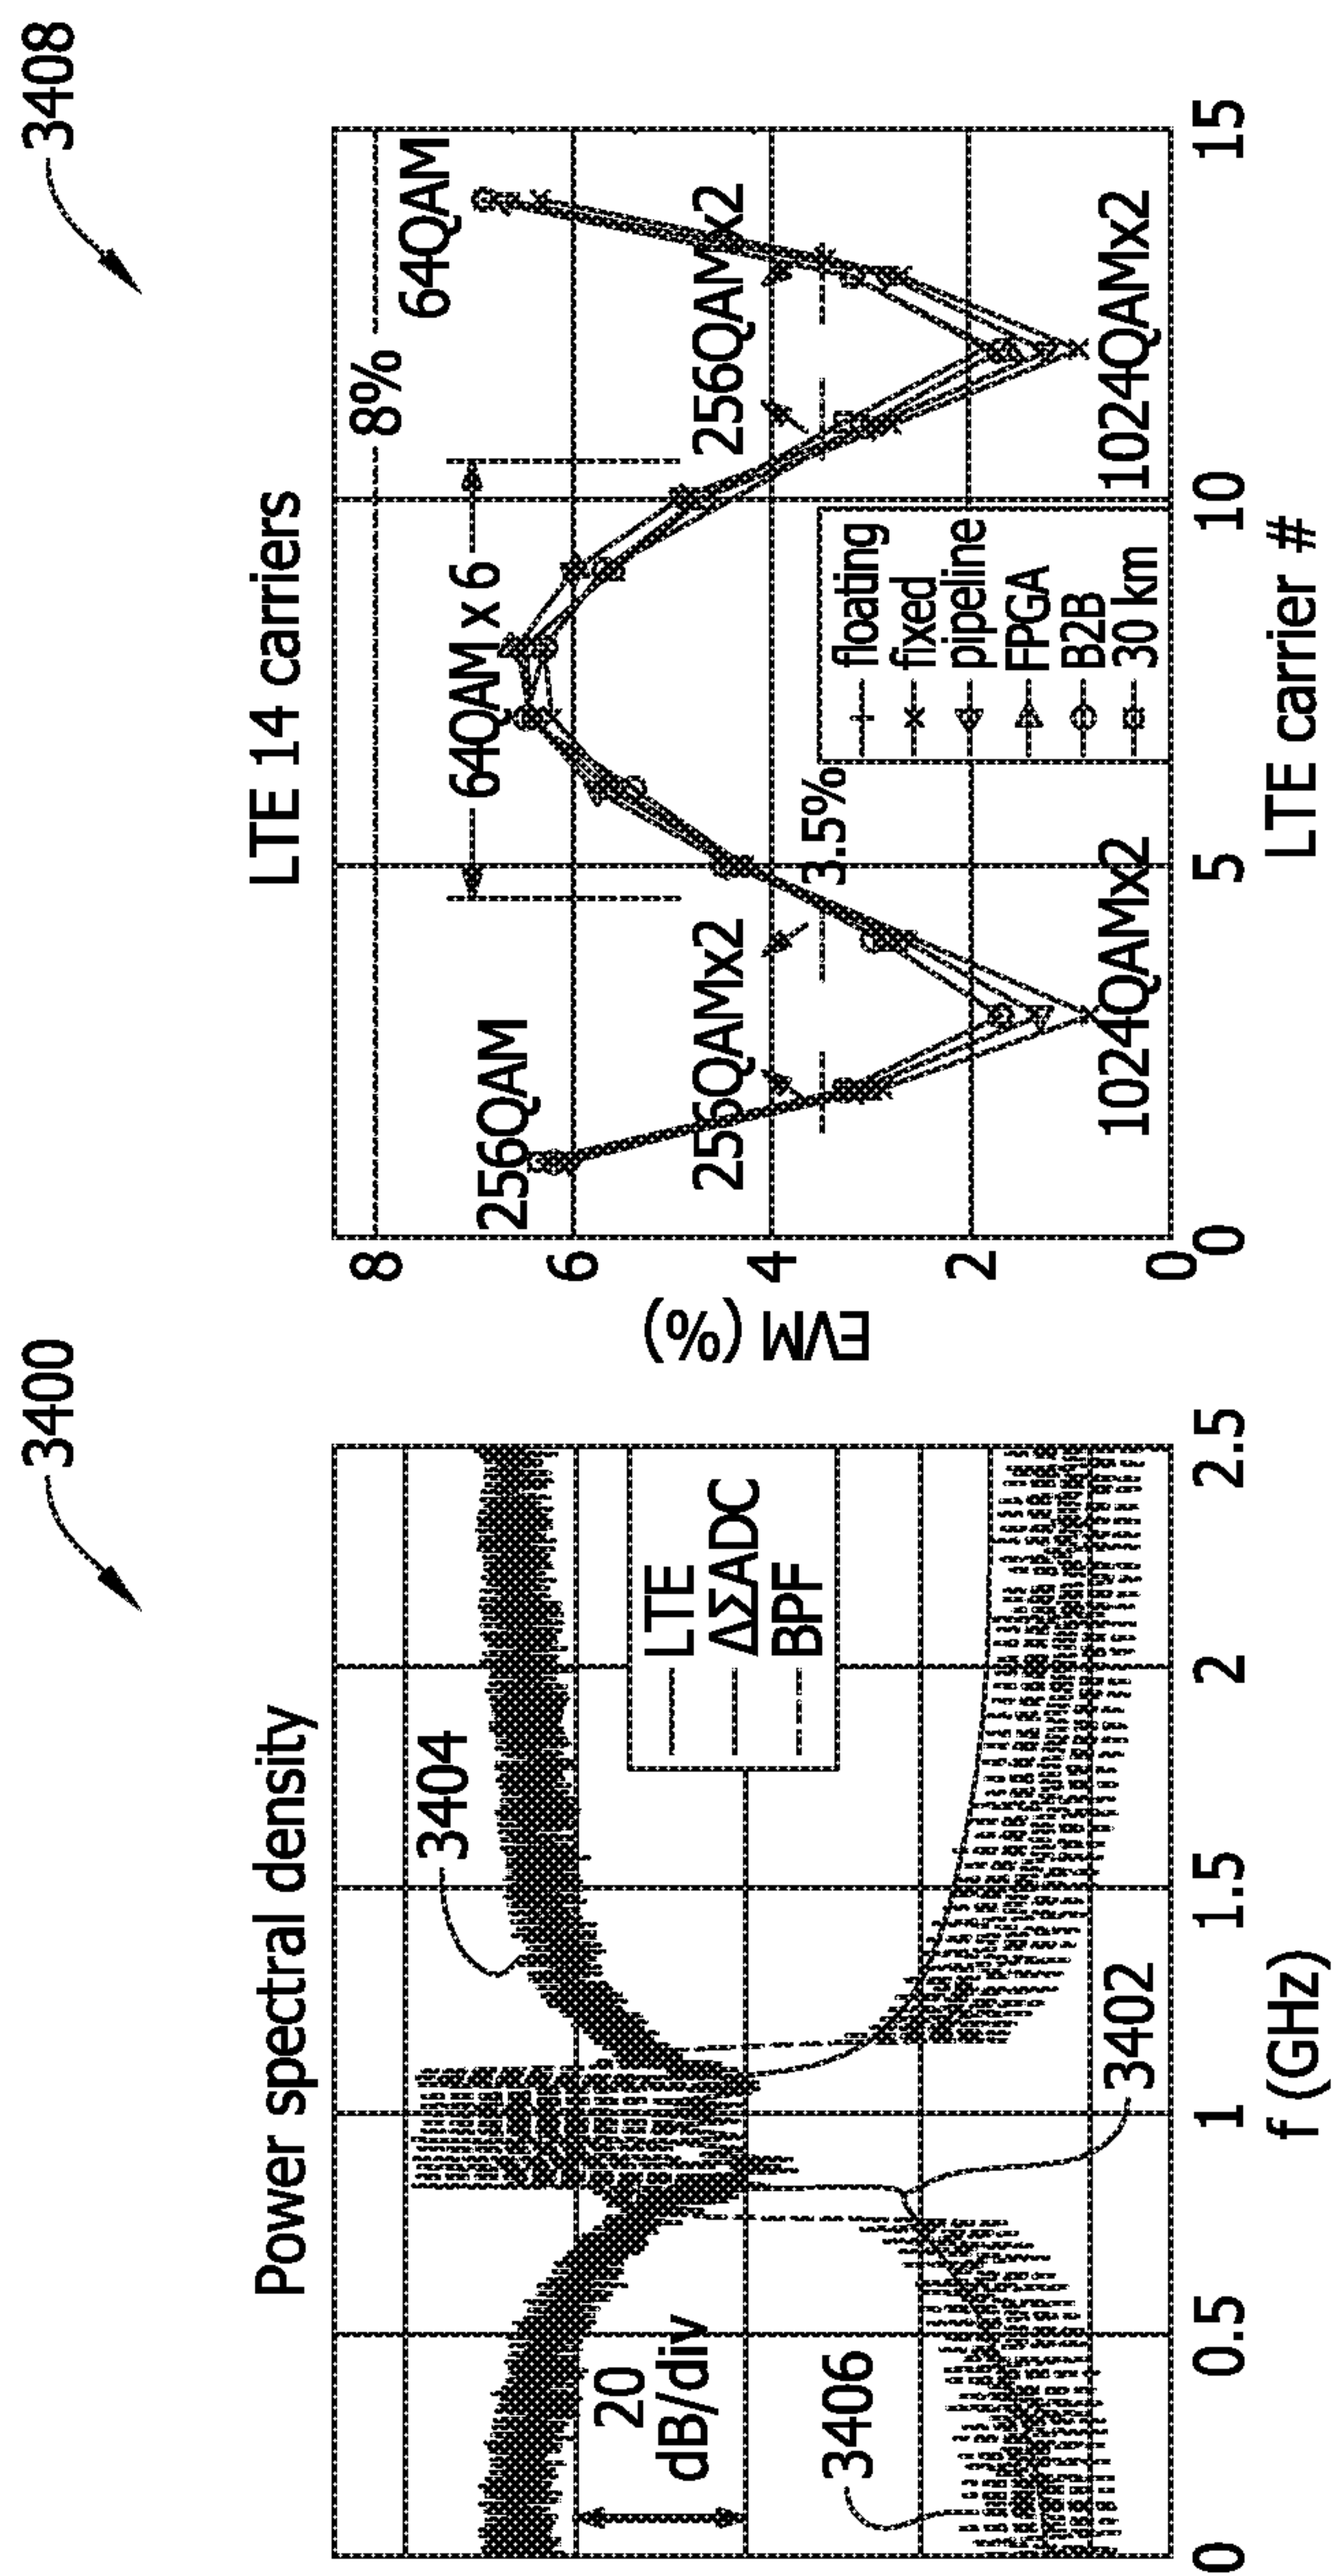 3400
Power spectral density
3404
20
dB/div
LTE
ΔΣADC
BPF
3406
3402
0
0.5
1
1.5
2
2.5
f (GHz)
3408
LTE 14 carriers
8%
256QAM
64QAM x 6
64QAM
256QAMx2
256QAMx2
3.5%
floating
fixed
pipeline
FPGA
B2B
30 km
1024QAMx2
1024QAMx2
EVM (%)
8
6
4
2
0
0
5
10
15
LTE carrier #